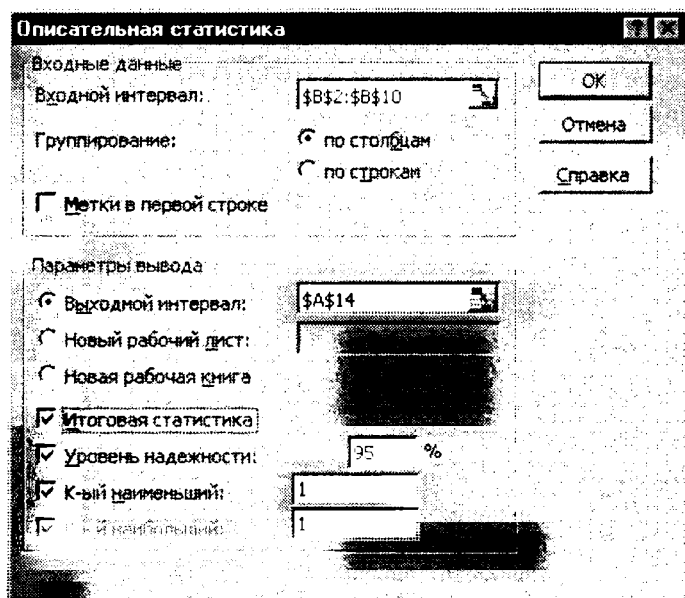 Описательная статистика
Входные данные
Входной интервал: $B$2:$B$10
Группирование: по столбцам
по строкам
Метки в первой строке
OK
Отмена
Справка
Параметры вывода
Выходной интервал: $A$14
Новый рабочий лист:
Новая рабочая книга
Итоговая статистика
Уровень надежности: 95 %
К-ый наименьший: 1
наибольший: 1